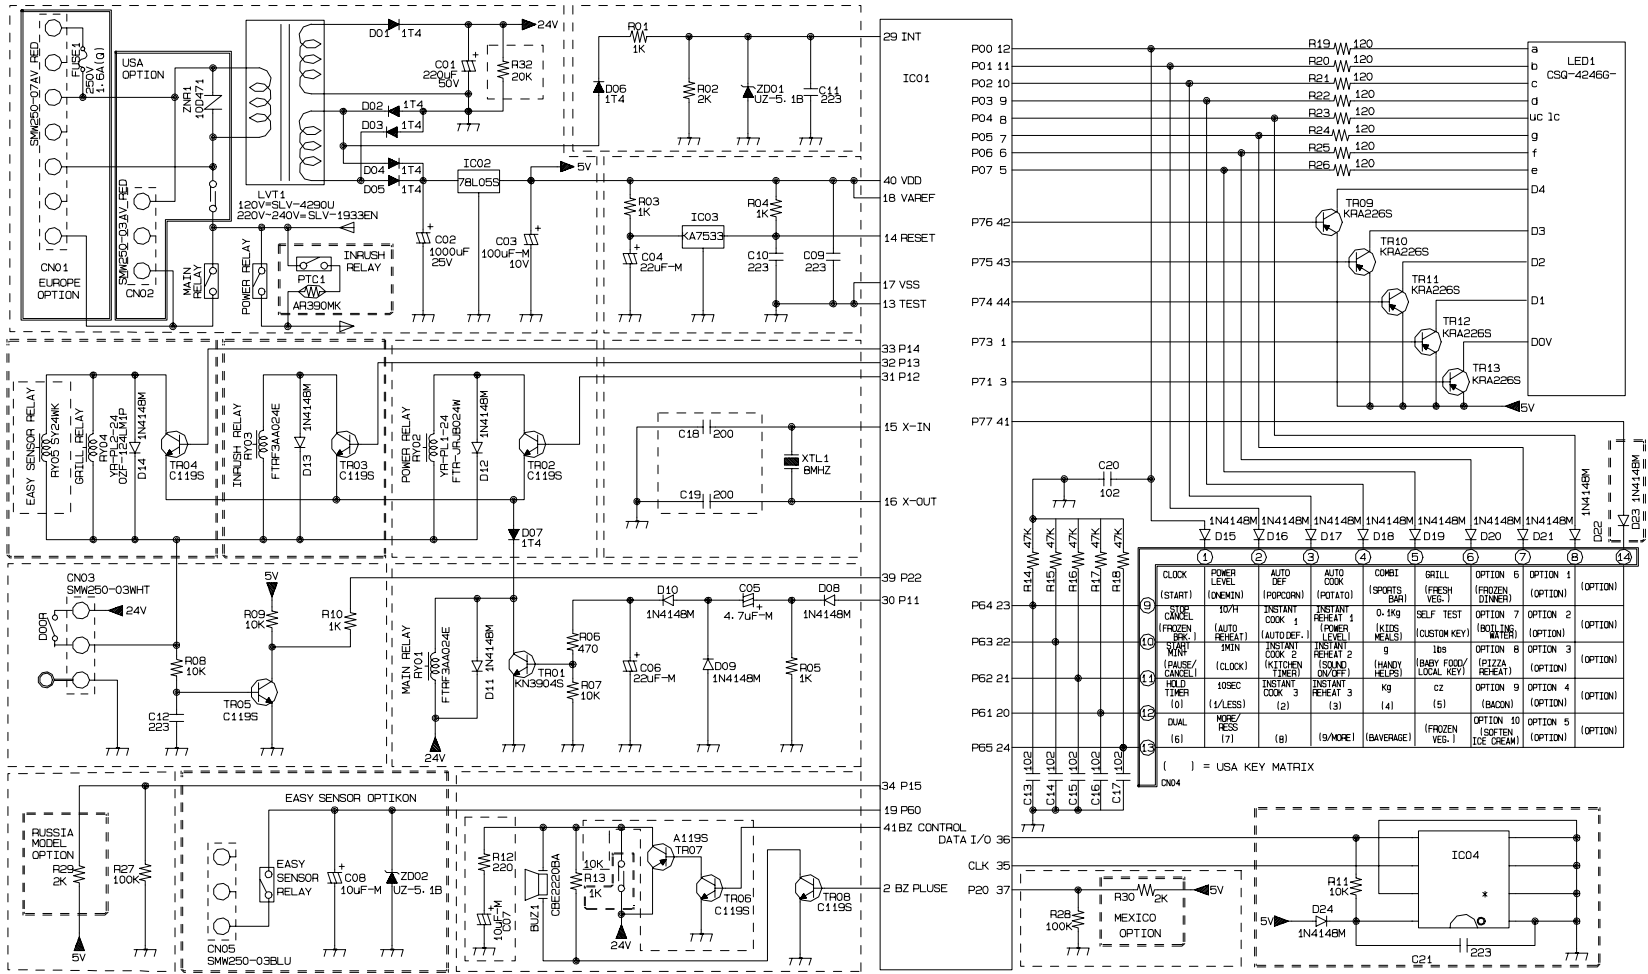 SMW250-07AV_RED
FUSE1
250V
1.6A(Q)
CN01
EUROPE
OPTION
USA
OPTION
ZNR1
10D471
SMW250-03AV_RED
CN02
MAIN
RELAY
POWER RELAY
LVT1
120V=SLV-4290U
220V~240V=SLV-1933EN
INRUSH
RELAY
PTC1
AR390MK
D01 1T4
24V
C01
220uF
50V
R32
20K
D02 1T4
D03
D04 1T4
D05 1T4
IC02
78L05S
5V
C02
1000uF
25V
C03
100uF-M
10V
R01
1K
D06
1T4
R02
2K
ZD01
UZ-5.1B
C11
223
R03
1K
IC03
KA7533
R04
1K
C04
22uF-M
C10
223
C09
223
IC01
29 INT
40 VDD
18 VAREF
14 RESET
17 VSS
13 TEST
33 P14
32 P13
31 P12
15 X-IN
16 X-OUT
39 P22
30 P11
34 P15
19 P60
41 BZ CONTROL
2 BZ PLUSE
P00 12
P01 11
P02 10
P03 9
P04 8
P05 7
P06 6
P07 5
P76 42
P75 43
P74 44
P73 1
P71 3
P77 41
P64 23
P63 22
P62 21
P61 20
P65 24
DATA I/O 36
CLK 35
P20 37
R19 120
R20 120
R21 120
R22 120
R23 120
R24 120
R25 120
R26 120
LED1
CSQ-4246G-
a
b
c
d
uc lc
g
f
e
D4
D3
D2
D1
DOV
TR09
KRA226S
TR10
KRA226S
TR11
KRA226S
TR12
KRA226S
TR13
KRA226S
5V
EASY SENSOR RELAY
RY05 SY24WK
GRILL RELAY
RY04
YR-PL2-24
OZF-124LM1P
1N4148M
D14
TR04
C119S
INRUSH RELAY
RY03
FTRF3AA024E
1N4148M
D13
TR03
C119S
POWER RELAY
RY02
YR-PL1-24
FTR-JRJB024W
1N4148M
D12
TR02
C119S
D07
1T4
C18 200
C19 200
XTL1
8MHZ
CN03
SMW250-03WHT
DOOR
24V
5V
R09
10K
R10
1K
R08
10K
TR05
C119S
C12
223
MAIN RELAY
RY01
FTRF3AA024E
24V
1N4148M
D11
TR01
KN3904S
R06
470
R07
10K
D10
1N4148M
C05
4.7uF-M
D08
1N4148M
C06
22uF-M
D09
1N4148M
R05
1K
RUSSIA
MODEL
OPTION
R29
2K
5V
R27
100K
EASY SENSOR OPTIKON
EASY
SENSOR
RELAY
C08
10uF-M
ZD02
UZ-5.1B
CN05
SMW250-03BLU
R12
220
10uF-M
C07
BUZ1
CBE2220BA
10K
R13
1K
24V
A119S
TR07
TR06
C119S
TR08
C119S
C20
102
R14 47K
R15 47K
R16 47K
R17 47K
R18 47K
1N4148M D15
1N4148M D16
1N4148M D17
1N4148M D18
1N4148M D19
1N4148M D20
1N4148M D21
1N4148M D22
D23 1N4148M
1 2 3 4 5 6 7 8 14
9
CLOCK (START)
POWER LEVEL (ONEMIN)
AUTO DEF (POPCORN)
AUTO COOK (POTATO)
COMBI (SPORTS BAR)
GRILL (FRESH VEG.)
OPTION 6 (FROZEN DINNER)
OPTION 1 (OPTION)
(OPTION)
10
STOP CANCEL (FROZEN BRK.)
10/H (AUTO REHEAT)
INSTANT COOK 1 (AUTO DEF.)
INSTANT REHEAT 1 (POWER LEVEL)
0.1Kg (KIDS MEALS)
SELF TEST (CUSTOM KEY)
OPTION 7 (BOILING WATER)
OPTION 2 (OPTION)
(OPTION)
11
START MIN+ (PAUSE/ CANCEL)
1MIN (CLOCK)
INSTANT COOK 2 (KITCHEN TIMER)
INSTANT REHEAT 2 (SOUND ON/OFF)
g (HANDY HELPS)
lbs (BABY FOOD/ LOCAL KEY)
OPTION 8 (PIZZA REHEAT)
OPTION 3 (OPTION)
(OPTION)
12
HOLD TIMER (0)
10SEC (1/LESS)
INSTANT COOK 3 (2)
INSTANT REHEAT 3 (3)
Kg (4)
cz (5)
OPTION 9 (BACON)
OPTION 4 (OPTION)
(OPTION)
13
DUAL (6)
MORE/ RESS (7)
(8)
(9/MORE)
(BAVERAGE)
(FROZEN VEG.)
OPTION 10 (SOFTEN ICE CREAM)
OPTION 5 (OPTION)
(OPTION)
( ) = USA KEY MATRIX
CN04
C13 102
C14 102
C15 102
C16 102
C17 102
R28
100K
R30 2K
5V
MEXICO
OPTION
IC04
*
R11
10K
5V
D24
1N4148M
C21
223